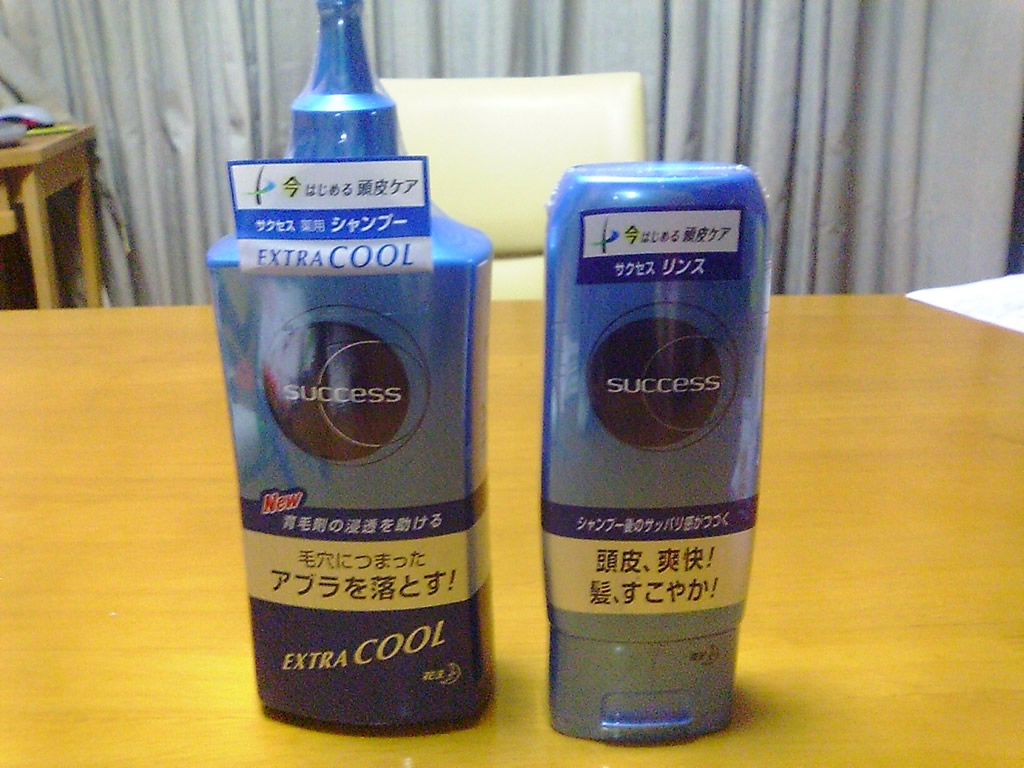 今はじめる 頭皮ケア
サクセス 薬用 シャンプー
EXTRA COOL
success
New
育毛剤の浸透を助ける
毛穴につまった
アブラを落とす!
EXTRA COOL
花王
今はじめる 頭皮ケア
サクセス リンス
success
シャンプー後のサッパリ感がつづく
頭皮、爽快!
髪、すこやか!
花王